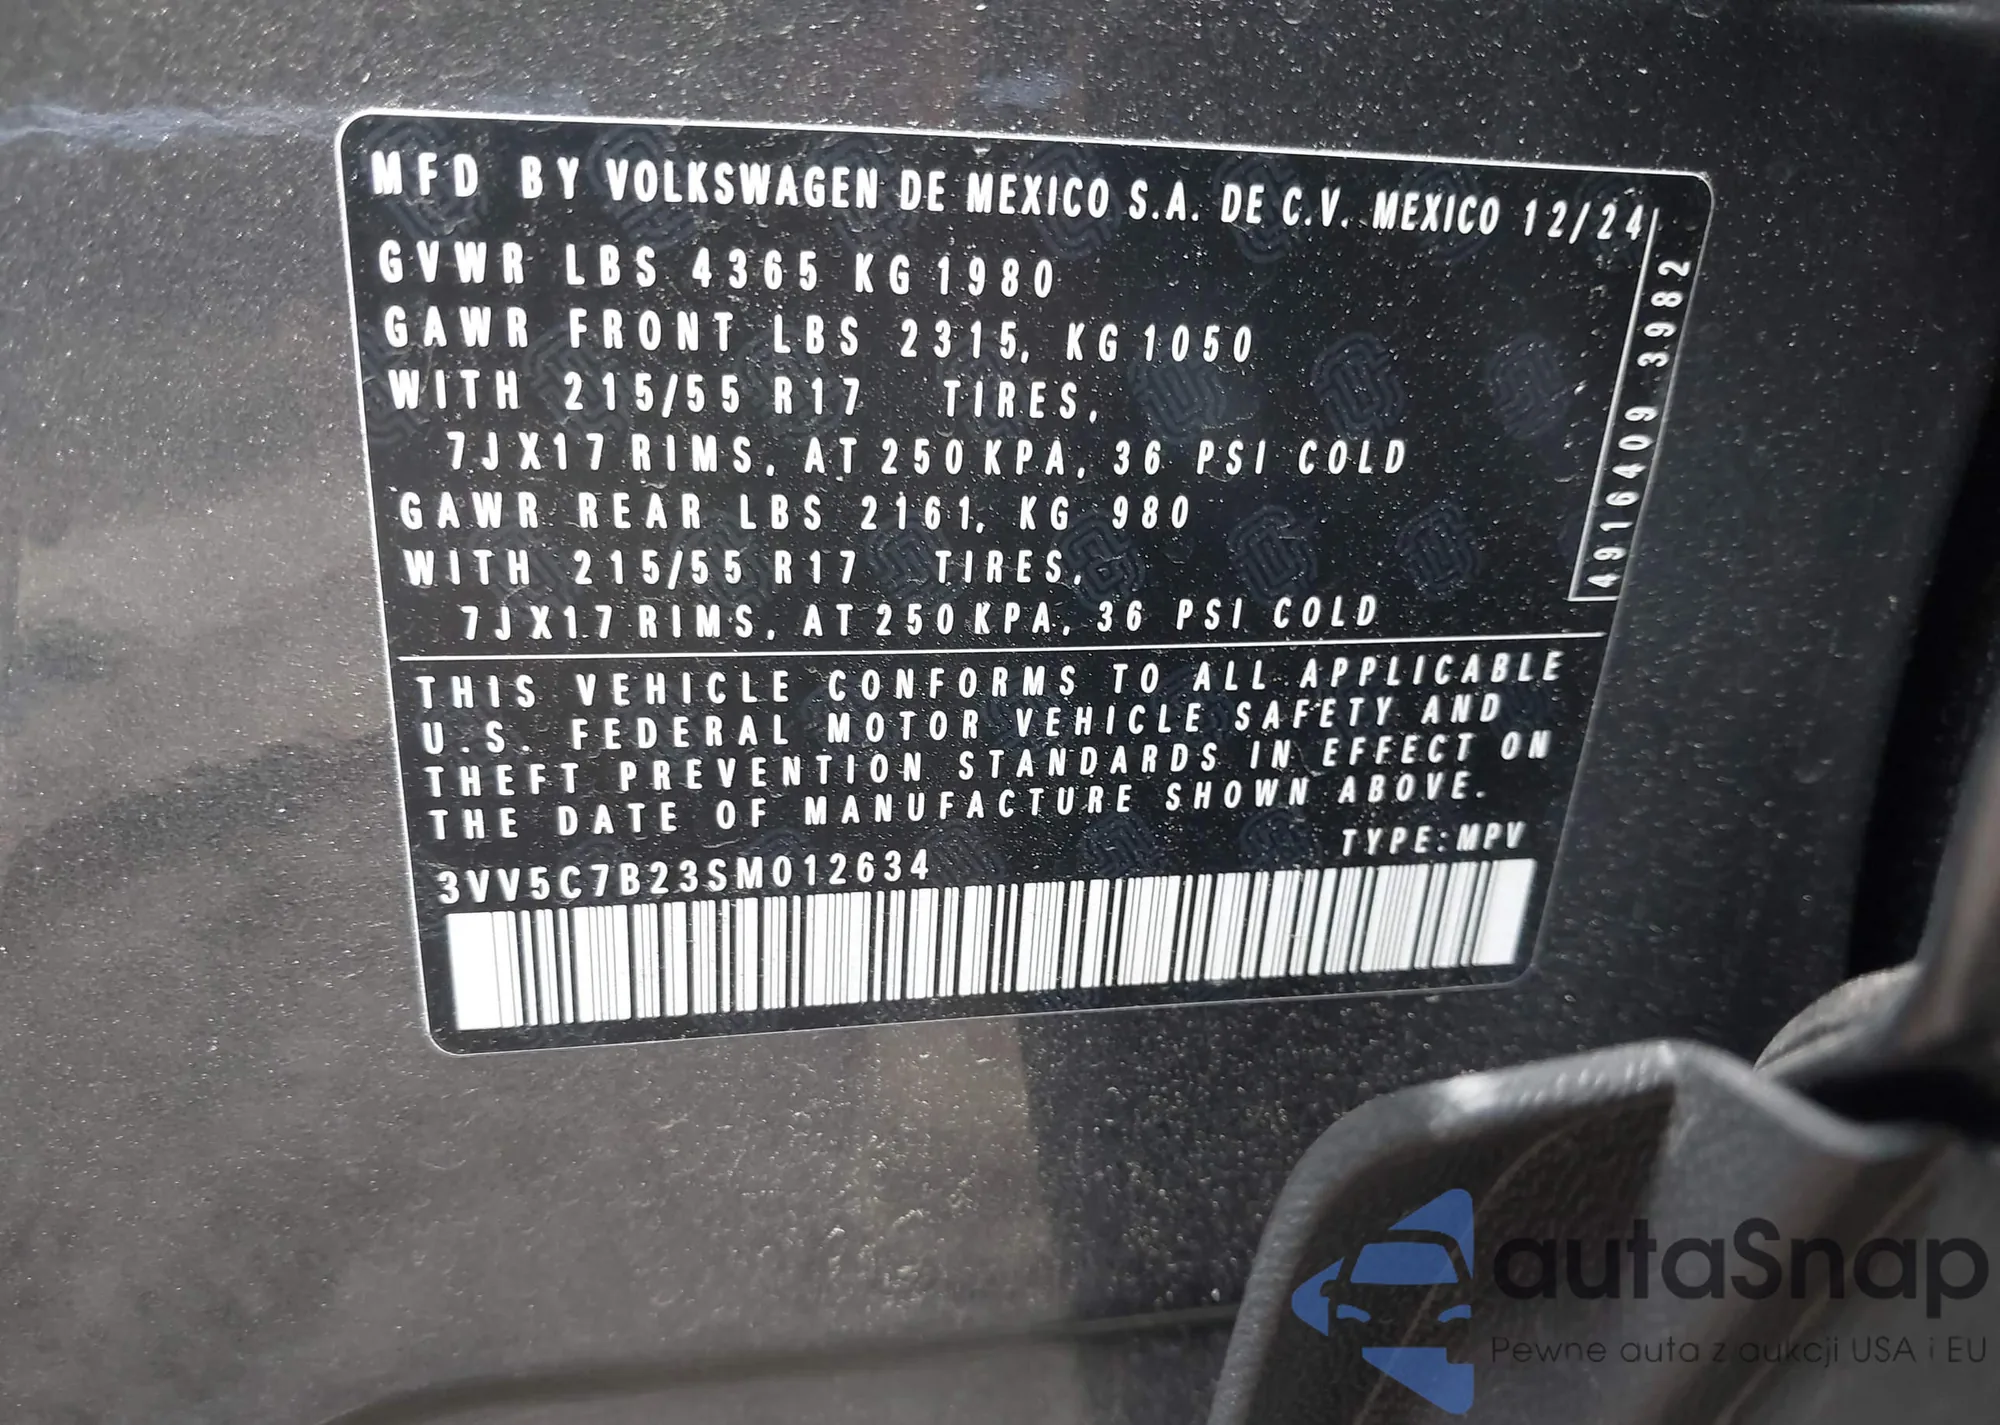 MFD BY VOLKSWAGEN DE MEXICO S.A. DE C.V. MEXICO 12/24
GVWR LBS 4365 KG 1980
GAWR FRONT LBS 2315, KG 1050
WITH 215/55 R17 TIRES,
7JX17 RIMS, AT 250 KPA, 36 PSI COLD
GAWR REAR LBS 2161, KG 980
WITH 215/55 R17 TIRES,
7JX17 RIMS, AT 250 KPA, 36 PSI COLD
4916409 3982
THIS VEHICLE CONFORMS TO ALL APPLICABLE
U.S. FEDERAL MOTOR VEHICLE SAFETY AND
THEFT PREVENTION STANDARDS IN EFFECT ON
THE DATE OF MANUFACTURE SHOWN ABOVE.
TYPE: MPV
3VV5C7B23SM012634
autaSnap
Pewne auta z aukcji USA i EU